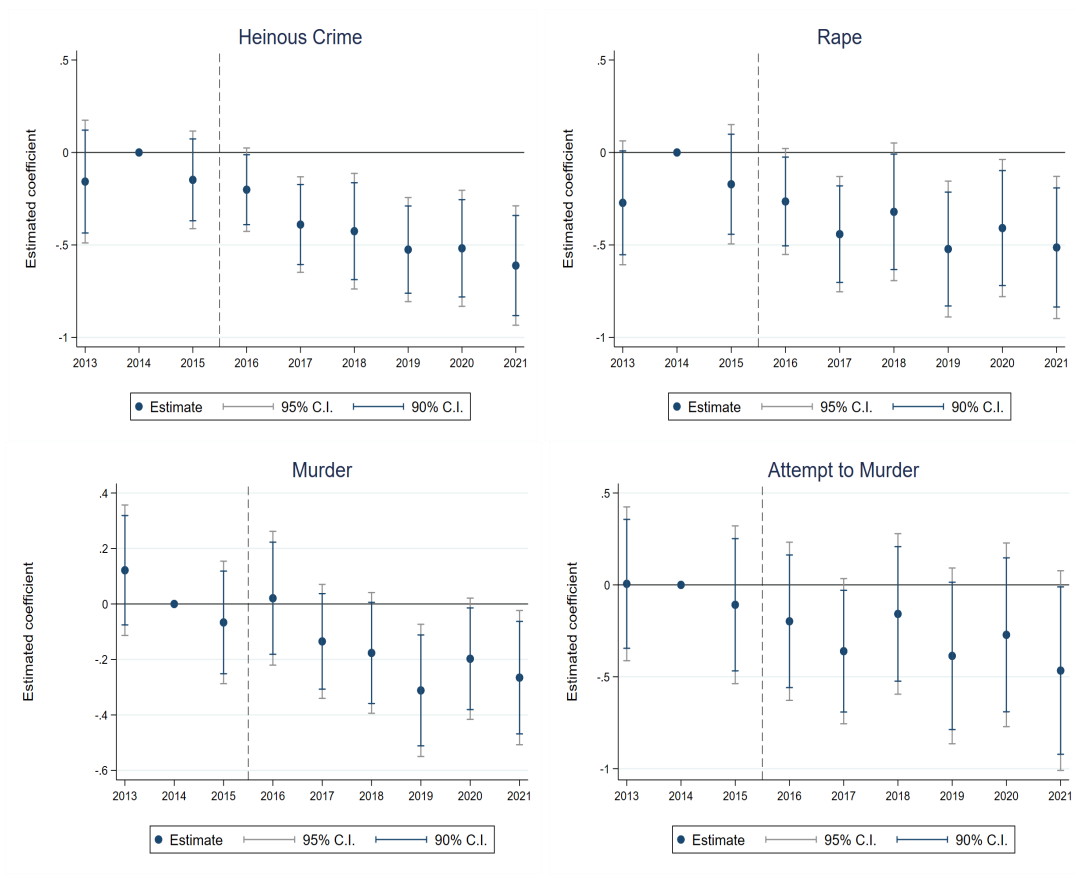 Heinous Crime
Estimated coefficient
.5
0
-.5
-1
2013 2014 2015 2016 2017 2018 2019 2020 2021
Estimate 95% C.I. 90% C.I.
Rape
Estimated coefficient
.5
0
-.5
-1
2013 2014 2015 2016 2017 2018 2019 2020 2021
Estimate 95% C.I. 90% C.I.
Murder
Estimated coefficient
.4
.2
0
-.2
-.4
-.6
2013 2014 2015 2016 2017 2018 2019 2020 2021
Estimate 95% C.I. 90% C.I.
Attempt to Murder
Estimated coefficient
.5
0
-.5
-1
2013 2014 2015 2016 2017 2018 2019 2020 2021
Estimate 95% C.I. 90% C.I.